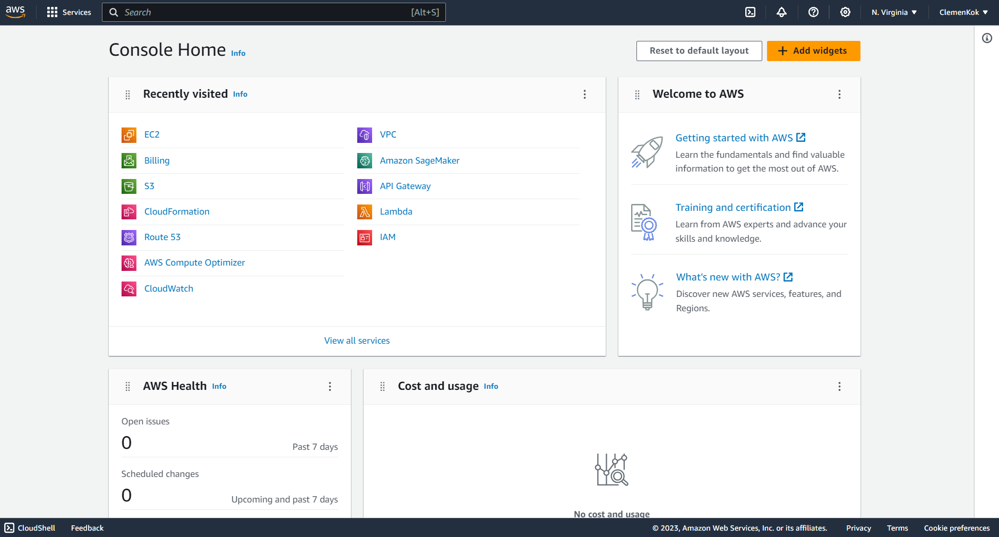 aws Services Search [Alt+S] N. Virginia ▼ ClemenKok ▼
Console Home Info
Reset to default layout
+ Add widgets
Recently visited Info
EC2
Billing
S3
CloudFormation
Route 53
AWS Compute Optimizer
CloudWatch
VPC
Amazon SageMaker
API Gateway
Lambda
IAM
View all services
Welcome to AWS
Getting started with AWS
Learn the fundamentals and find valuable
information to get the most out of AWS.
Training and certification
Learn from AWS experts and advance your
skills and knowledge.
What's new with AWS?
Discover new AWS services, features, and
Regions.
AWS Health Info
Open issues
0 Past 7 days
Scheduled changes
0 Upcoming and past 7 days
Cost and usage Info
No cost and usage
CloudShell Feedback © 2023, Amazon Web Services, Inc. or its affiliates. Privacy Terms Cookie preferences